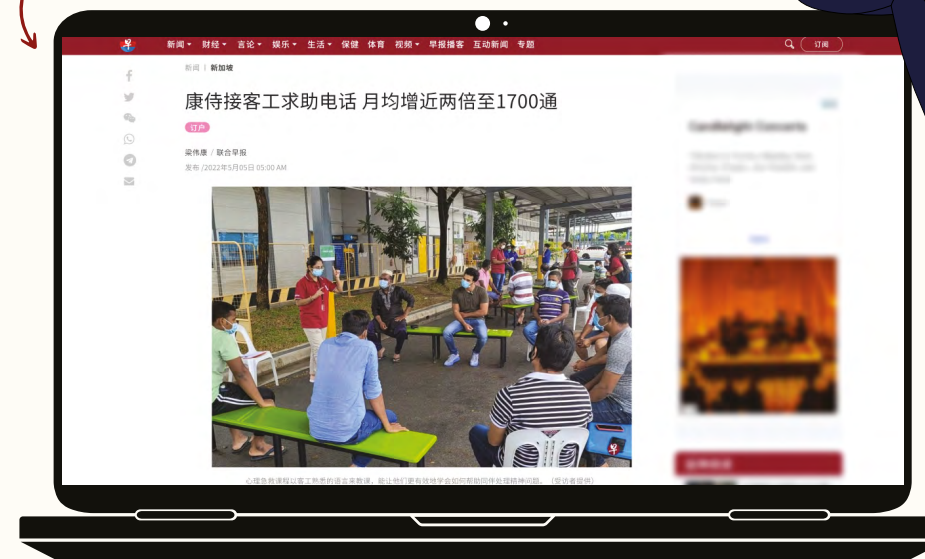 早
新闻 财经 言论 娱乐 生活 保健 体育 视频 早报播客 互动新闻 专题
订阅
新闻 | 新加坡
康侍接客工求助电话 月均增近两倍至1700通
订户
梁伟康 / 联合早报
发布 /2022年5月05日 05:00 AM
早
心理急救课程以客工熟悉的语言来教课，能让他们更有效地学会如何帮助同伴处理精神问题。（受访者提供）